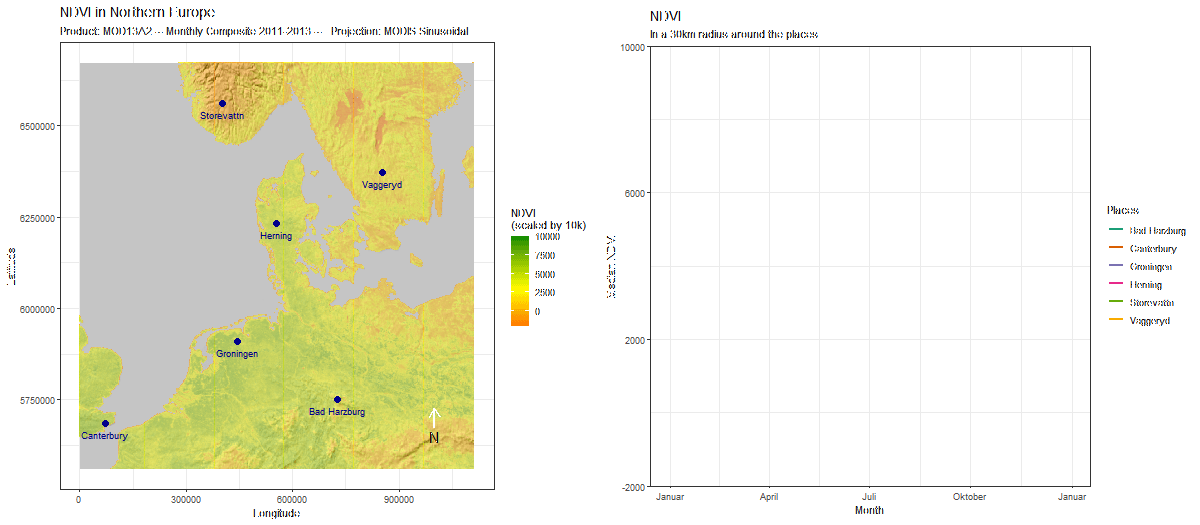 NDVI in Northern Europe
Product: MOD13A2 -- Monthly Composite 2011-2013 -- Projection: MODIS Sinusoidal
6500000
6250000
6000000
5750000
Latitude
Storevattn
Vaggeryd
Herning
Groningen
Bad Harzburg
Canterbury
N
0
300000
600000
900000
Longitude
NDVI
(scaled by 10k)
10000
7500
5000
2500
0
NDVI
In a 30km radius around the places
10000
6000
2000
-2000
Median NDVI
Januar
April
Juli
Oktober
Januar
Month
Places
Bad Harzburg
Canterbury
Groningen
Herning
Storevattn
Vaggeryd